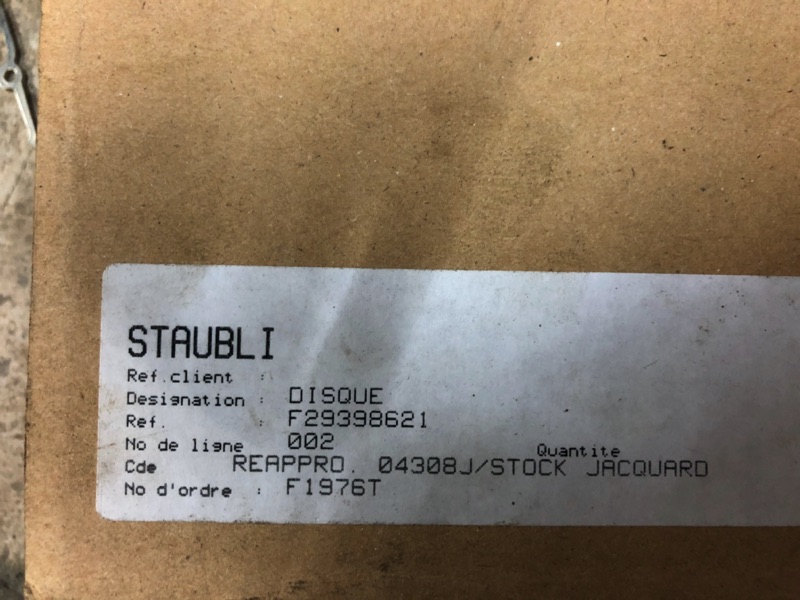 STAUBLI
Ref.client :
Designation : DISQUE
Ref. : F29398621
No de ligne 002
Quantite
Cde REAPPRO. 04308J/STOCK JACQUARD
No d'ordre : F1976T